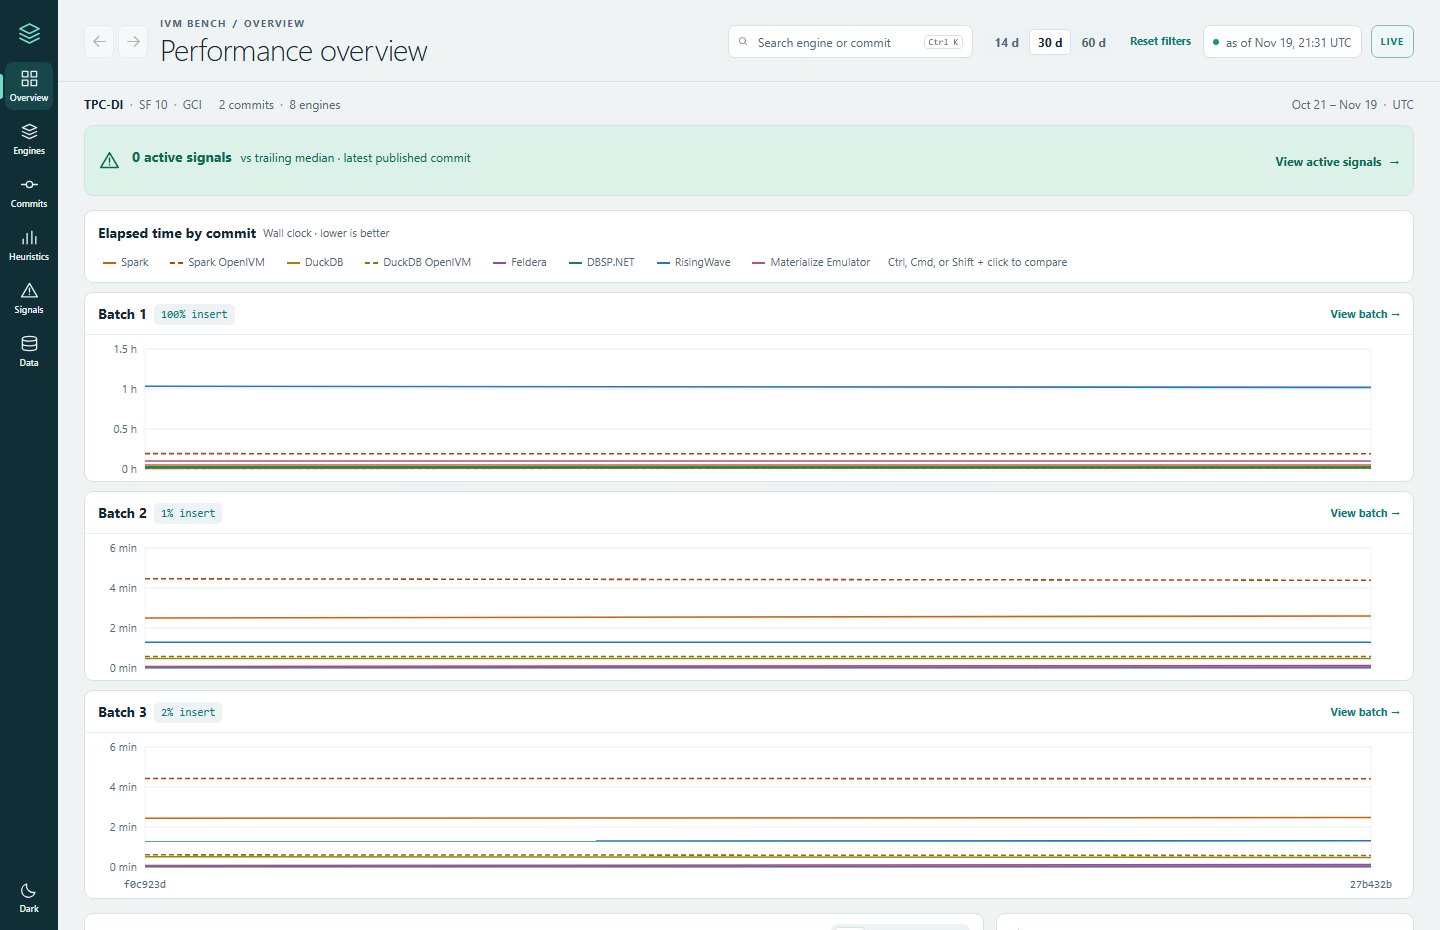 IVM BENCH / OVERVIEW
Performance overview
Search engine or commit
Ctrl K
14 d
30 d
60 d
Reset filters
as of Nov 19, 21:31 UTC
LIVE
Overview
Engines
Commits
Heuristics
Signals
Data
Dark
TPC-DI · SF 10 · GCI 2 commits · 8 engines
Oct 21 – Nov 19 · UTC
0 active signals vs trailing median · latest published commit
View active signals →
Elapsed time by commit Wall clock · lower is better
Spark
Spark OpenIVM
DuckDB
DuckDB OpenIVM
Feldera
DBSP.NET
RisingWave
Materialize Emulator
Ctrl, Cmd, or Shift + click to compare
Batch 1 100% insert
View batch →
1.5 h
1 h
0.5 h
0 h
Batch 2 1% insert
View batch →
6 min
4 min
2 min
0 min
Batch 3 2% insert
View batch →
6 min
4 min
2 min
0 min
f0c923d
27b432b